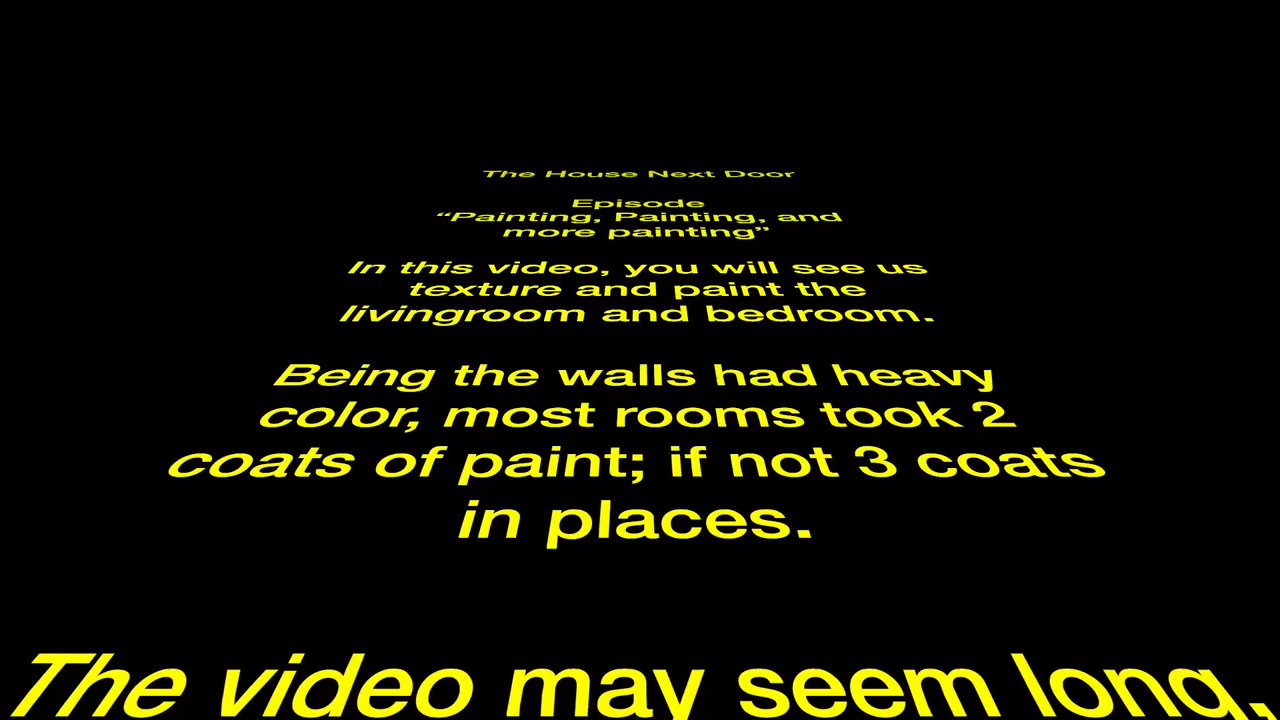 The House Next Door
Episode
“Painting, Painting, and
more painting”
In this video, you will see us
texture and paint the
livingroom and bedroom.
Being the walls had heavy
color, most rooms took 2
coats of paint; if not 3 coats
in places.
The video may seem long,